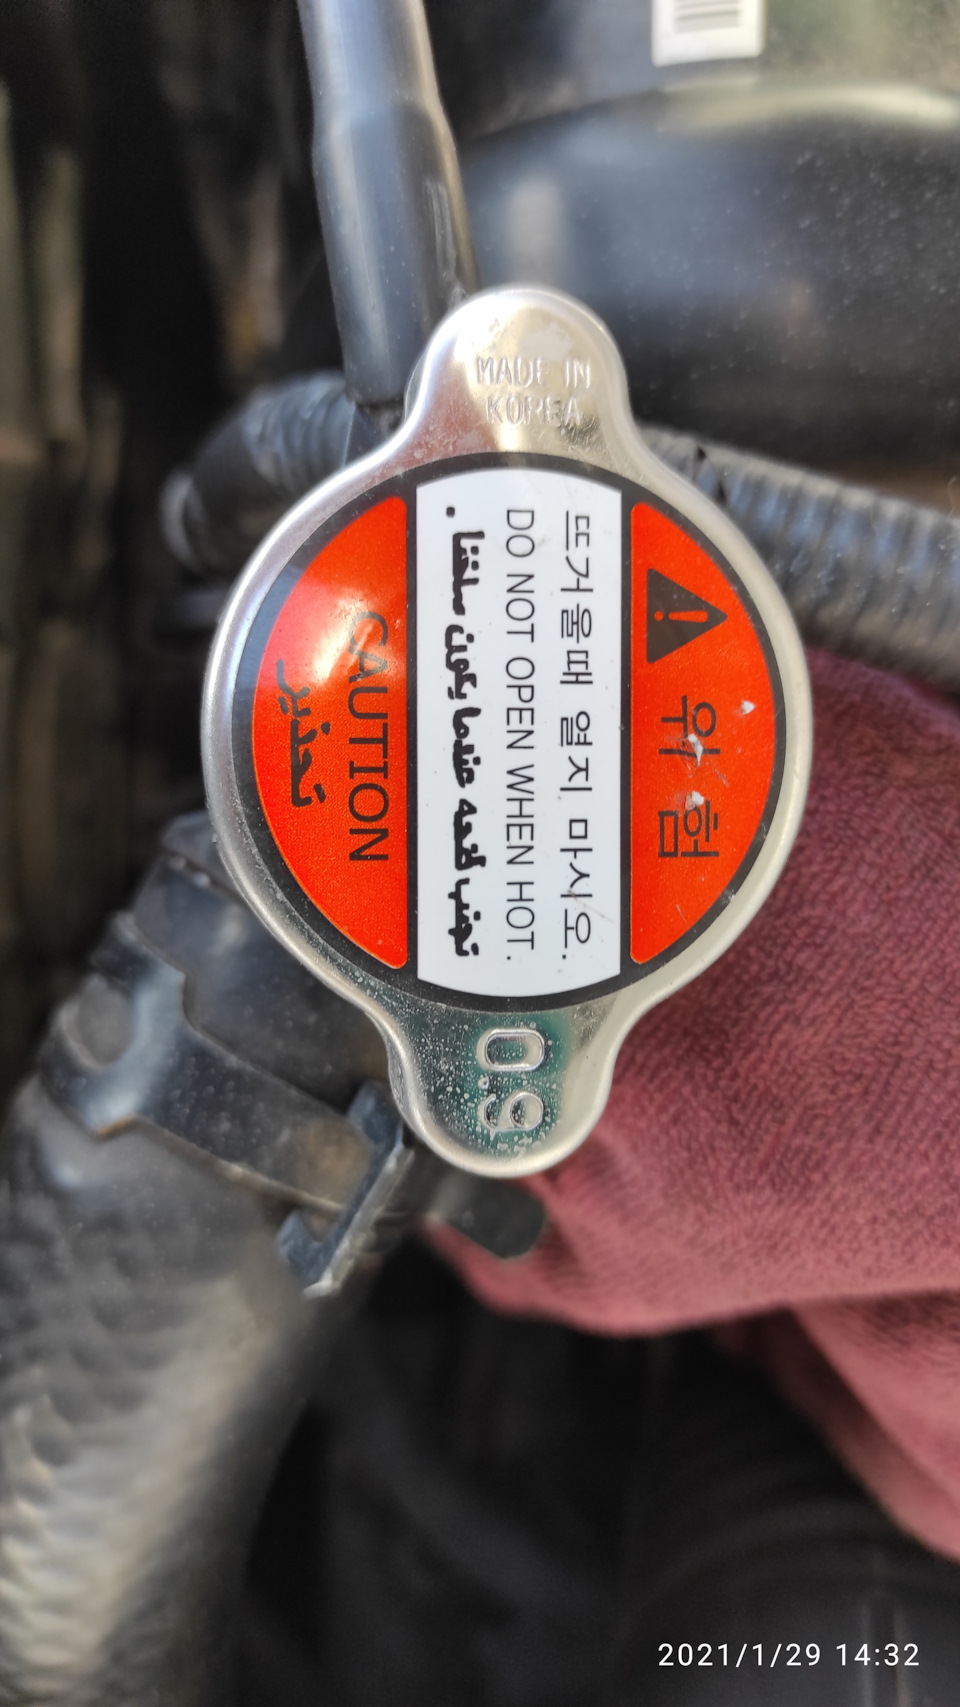 MADE IN
KOREA
위험
뜨거울때 열지 마시오.
DO NOT OPEN WHEN HOT.
تجنب فتحه عندما يكون ساخنا .
CAUTION
تحذير
0.9
2021/1/29 14:32